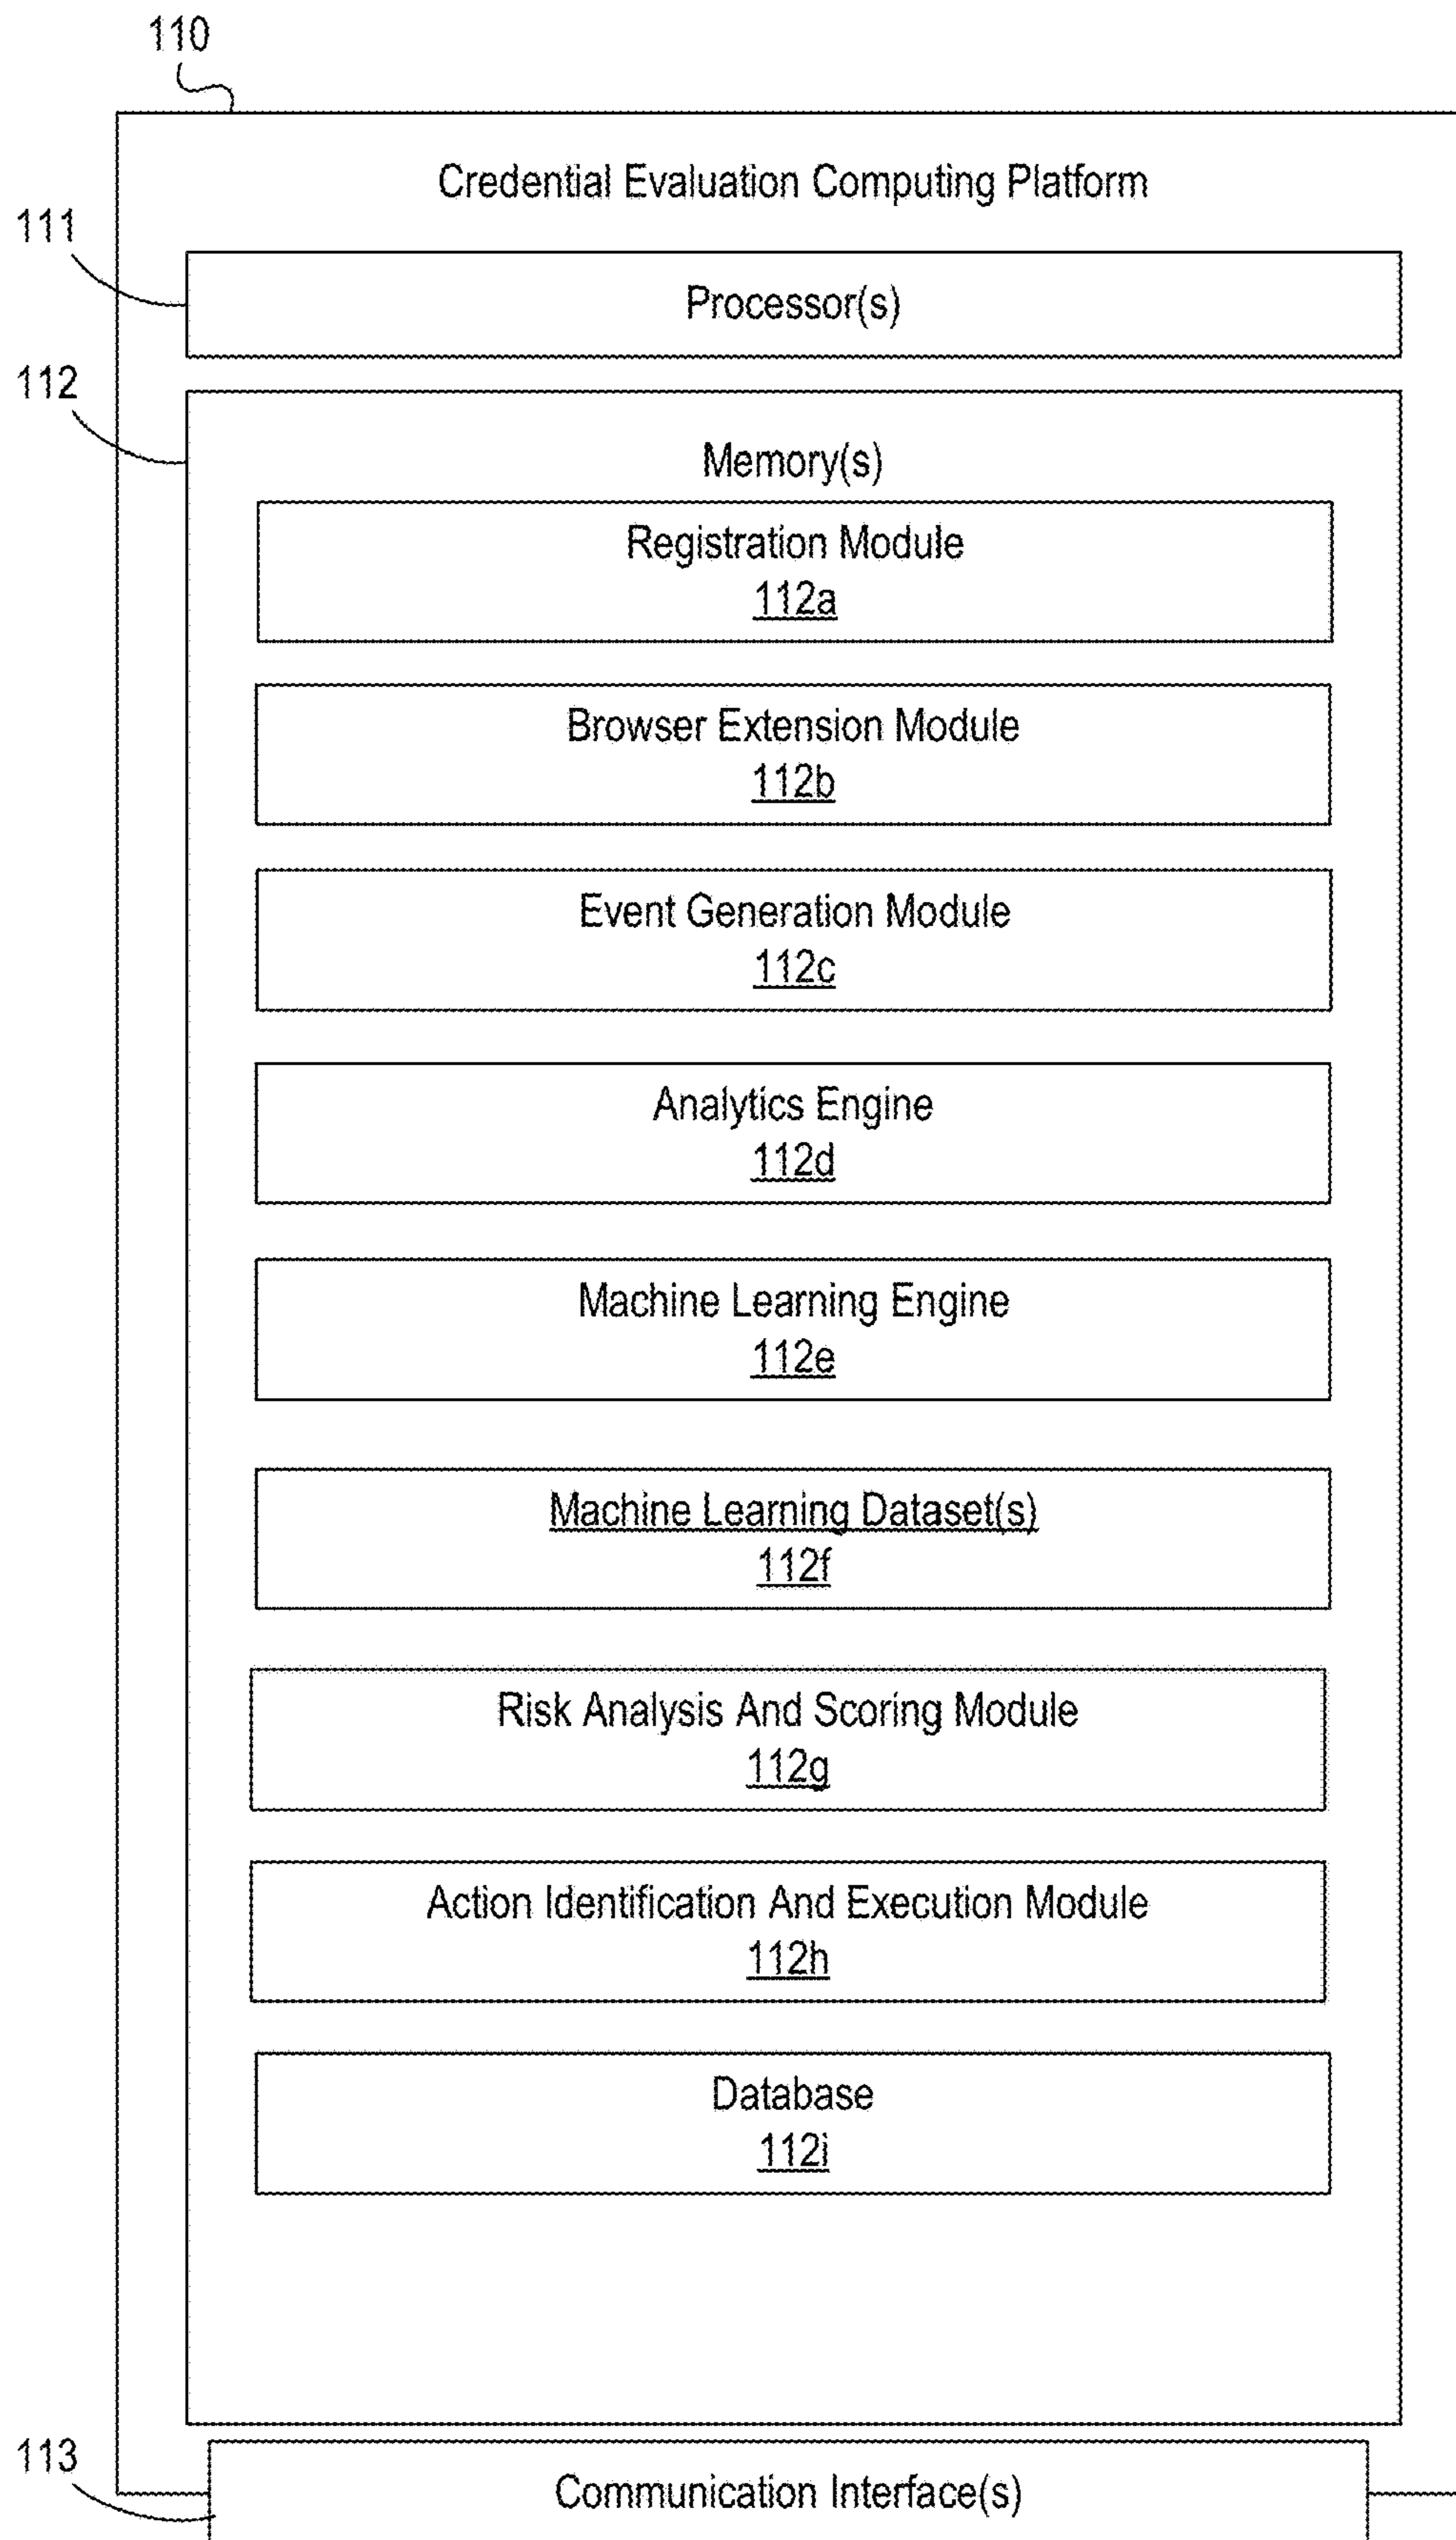 110
Credential Evaluation Computing Platform
111
Processor(s)
112
Memory(s)
Registration Module
112a
Browser Extension Module
112b
Event Generation Module
112c
Analytics Engine
112d
Machine Learning Engine
112e
Machine Learning Dataset(s)
112f
Risk Analysis And Scoring Module
112g
Action Identification And Execution Module
112h
Database
112i
113
Communication Interface(s)